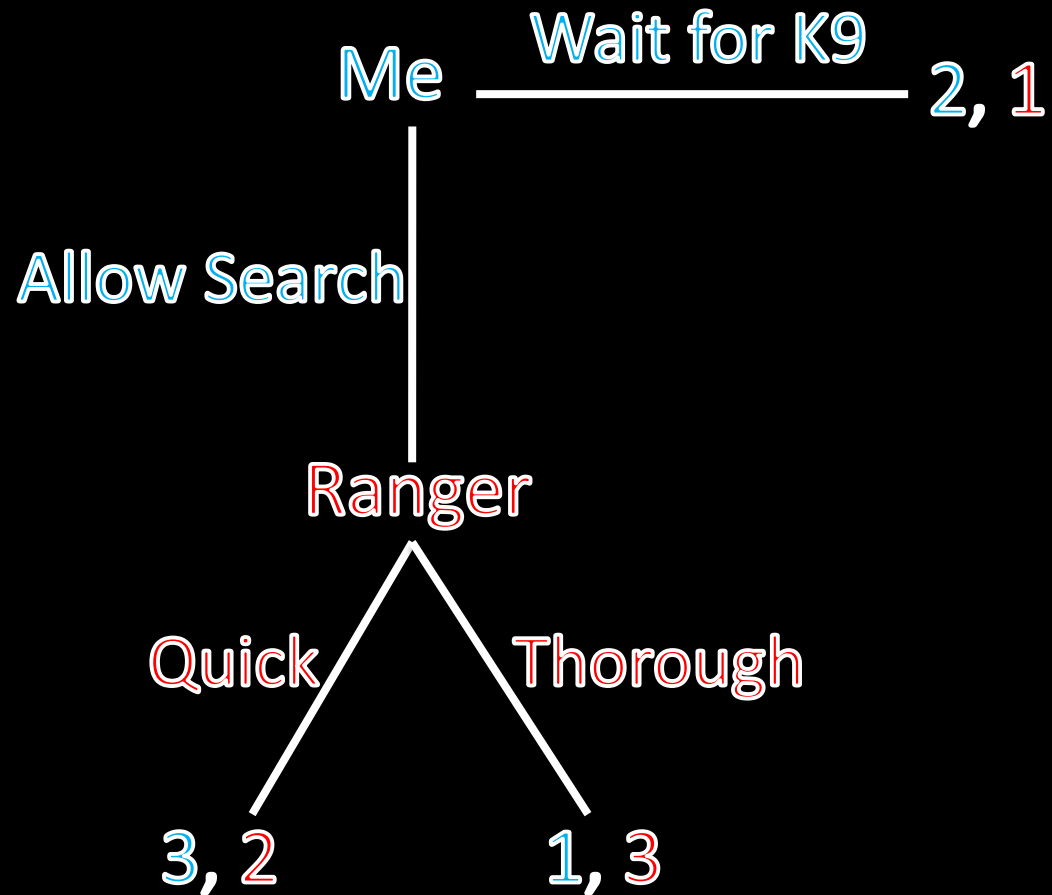 Wait for K9
Me
2, 1
Allow Search
Ranger
Quick
Thorough
3, 2
1, 3